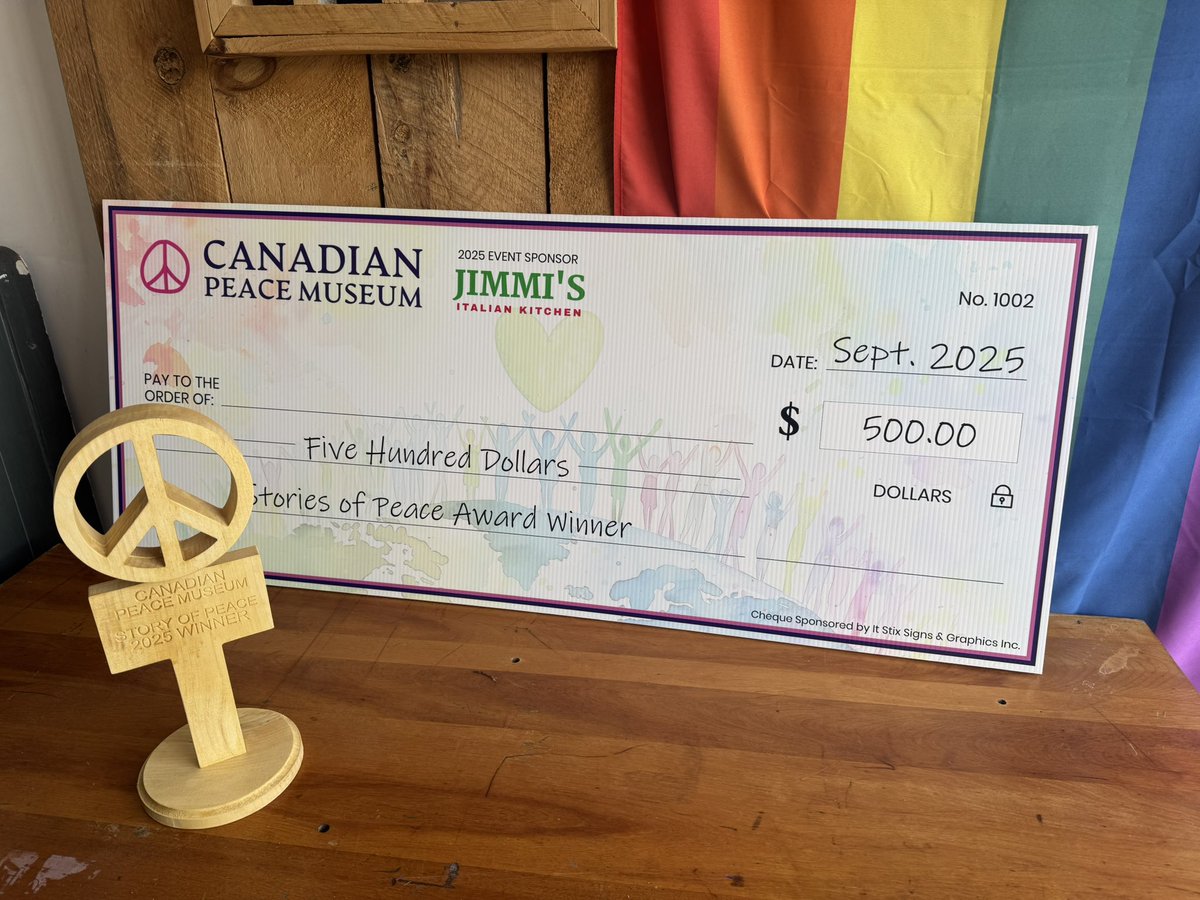 CANADIAN
PEACE MUSEUM
2025 EVENT SPONSOR
JIMMI'S
ITALIAN KITCHEN
No. 1002
DATE: Sept. 2025
PAY TO THE
ORDER OF:
$ 500.00
Five Hundred Dollars
DOLLARS
Stories of Peace Award Winner
Cheque Sponsored by It Stix Signs & Graphics Inc.
CANADIAN
PEACE MUSEUM
STORY OF PEACE
2025 WINNER